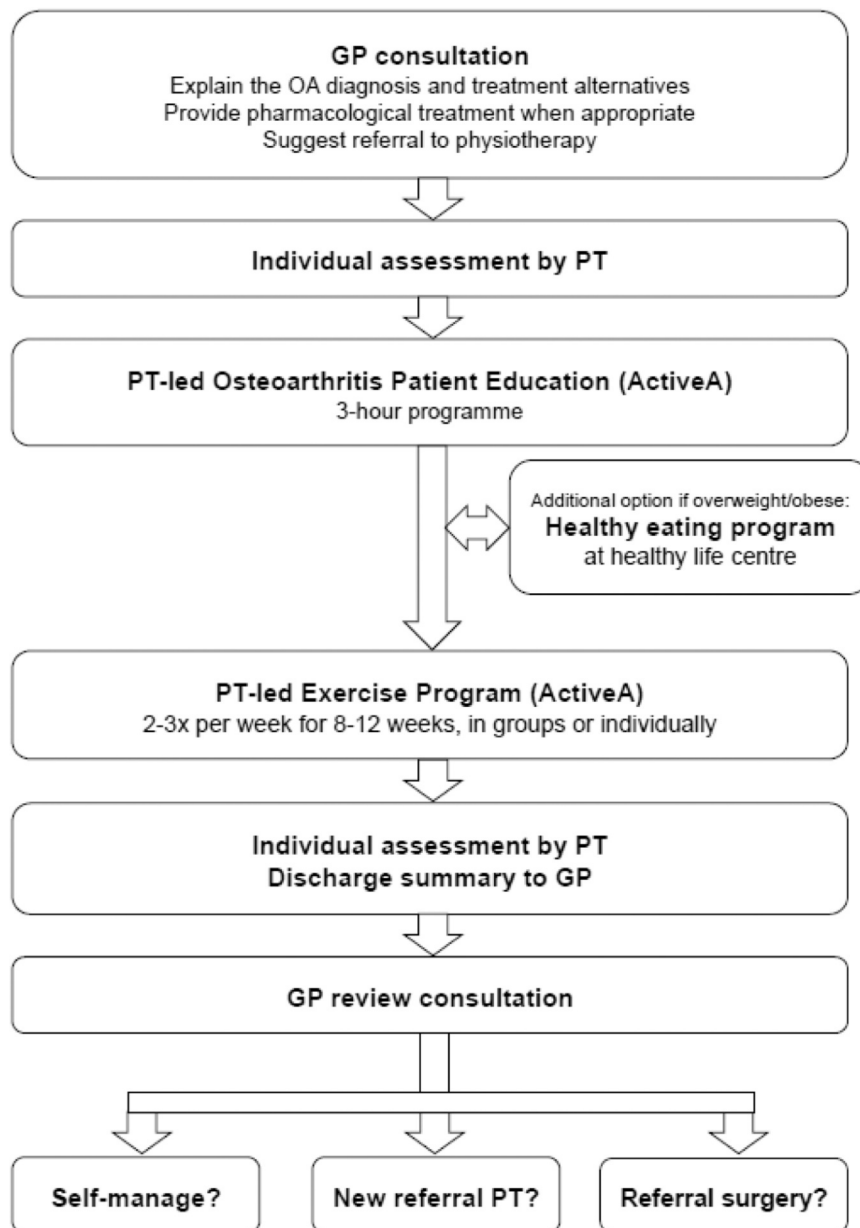 GP consultation
Explain the OA diagnosis and treatment alternatives
Provide pharmacological treatment when appropriate
Suggest referral to physiotherapy
Individual assessment by PT
PT-led Osteoarthritis Patient Education (ActiveA)
3-hour programme
Additional option if overweight/obese:
Healthy eating program
at healthy life centre
PT-led Exercise Program (ActiveA)
2-3x per week for 8-12 weeks, in groups or individually
Individual assessment by PT
Discharge summary to GP
GP review consultation
Self-manage?
New referral PT?
Referral surgery?